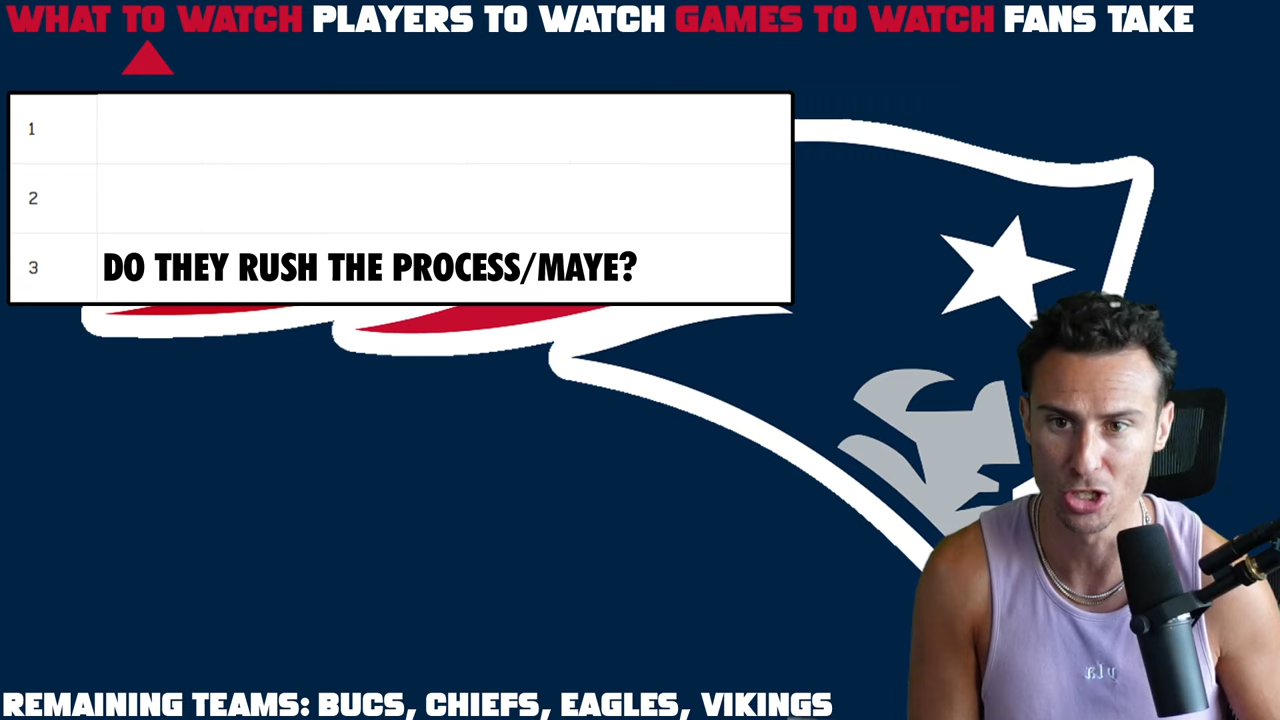 WHAT TO WATCH PLAYERS TO WATCH GAMES TO WATCH FANS TAKE
1
2
3 DO THEY RUSH THE PROCESS/MAYE?
REMAINING TEAMS: BUCS, CHIEFS, EAGLES, VIKINGS